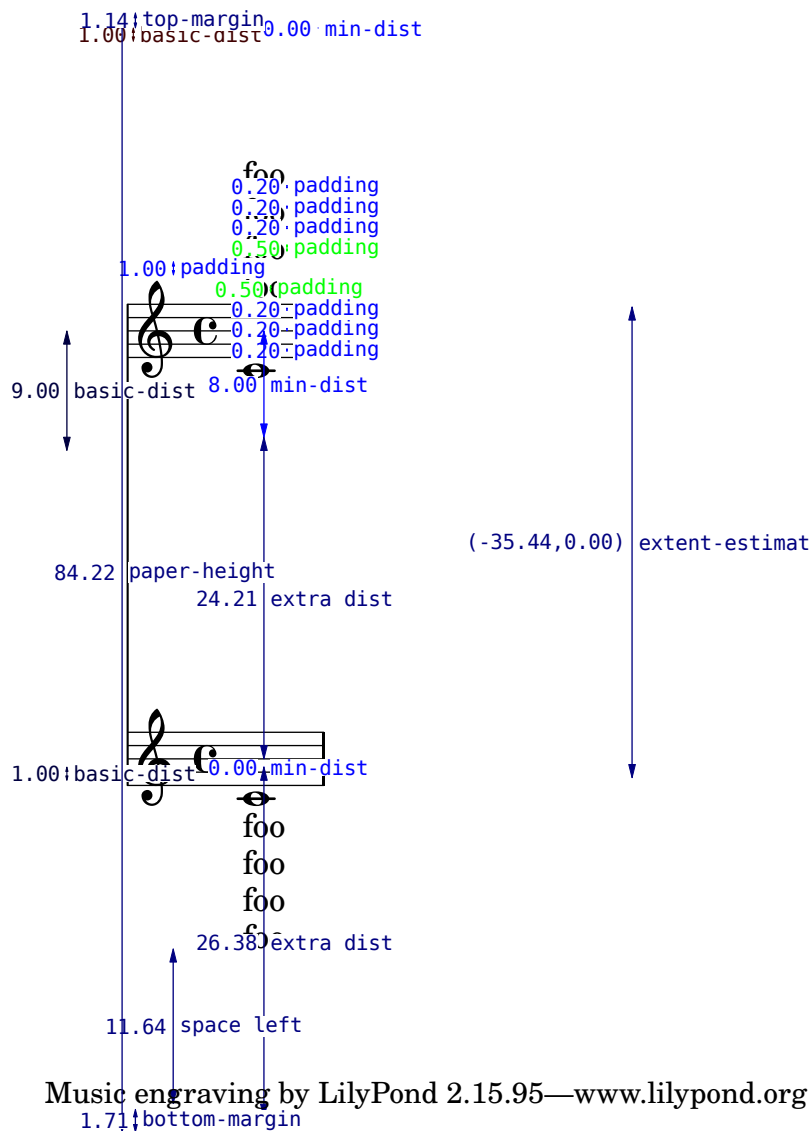 1.14 top-margin
1.00 basic-dist 0.00 min-dist
foo
0.20 padding
0.20 padding
0.20 padding
0.50 padding
1.00 padding
0.50 padding
0.20 padding
0.20 padding
0.20 padding
8.00 min-dist
9.00 basic-dist
(-35.44,0.00) extent-estimat
84.22 paper-height
24.21 extra dist
1.00 basic-dist 0.00 min-dist
foo
foo
foo
foo
26.38 extra dist
11.64 space left
Music engraving by LilyPond 2.15.95—www.lilypond.org
1.71 bottom-margin